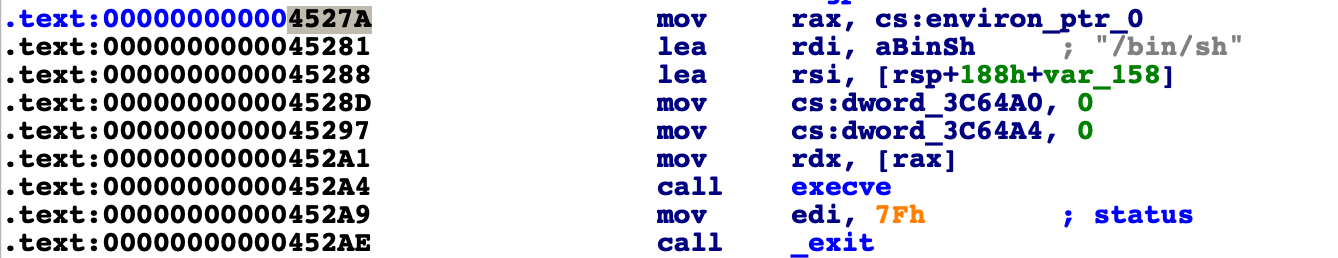 .text:000000000004527A mov rax, cs:environ_ptr_0
.text:0000000000045281 lea rdi, aBinSh ; "/bin/sh"
.text:0000000000045288 lea rsi, [rsp+188h+var_158]
.text:000000000004528D mov cs:dword_3C64A0, 0
.text:0000000000045297 mov cs:dword_3C64A4, 0
.text:00000000000452A1 mov rdx, [rax]
.text:00000000000452A4 call execve
.text:00000000000452A9 mov edi, 7Fh ; status
.text:00000000000452AE call _exit